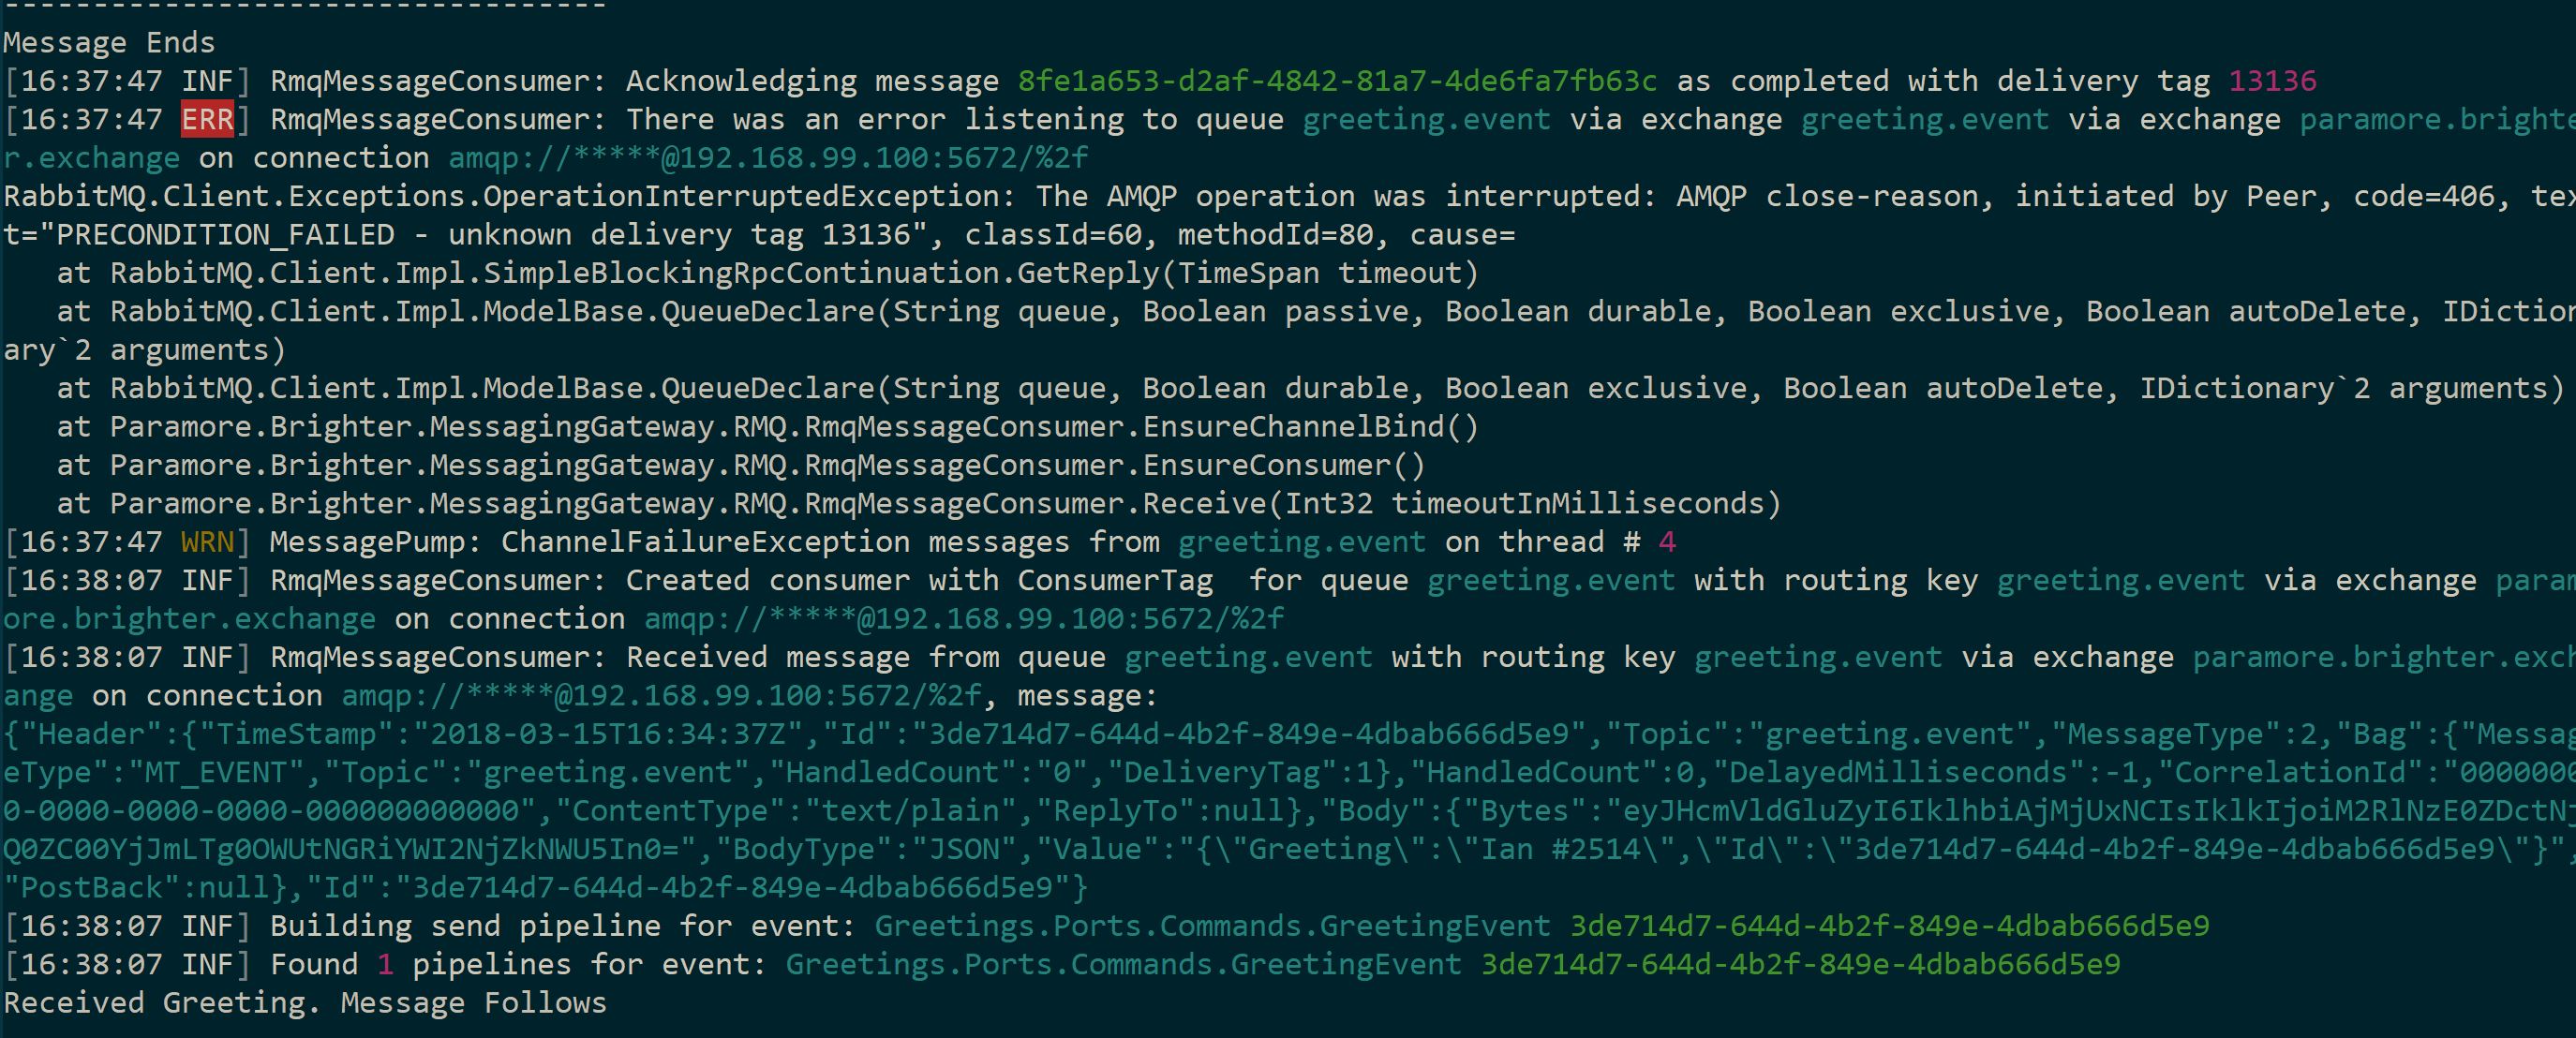 ----------------------------------
Message Ends
[16:37:47 INF] RmqMessageConsumer: Acknowledging message 8fe1a653-d2af-4842-81a7-4de6fa7fb63c as completed with delivery tag 13136
[16:37:47 ERR] RmqMessageConsumer: There was an error listening to queue greeting.event via exchange greeting.event via exchange paramore.brighte
r.exchange on connection amqp://*****@192.168.99.100:5672/%2f
RabbitMQ.Client.Exceptions.OperationInterruptedException: The AMQP operation was interrupted: AMQP close-reason, initiated by Peer, code=406, tex
t="PRECONDITION_FAILED - unknown delivery tag 13136", classId=60, methodId=80, cause=
   at RabbitMQ.Client.Impl.SimpleBlockingRpcContinuation.GetReply(TimeSpan timeout)
   at RabbitMQ.Client.Impl.ModelBase.QueueDeclare(String queue, Boolean passive, Boolean durable, Boolean exclusive, Boolean autoDelete, IDiction
ary`2 arguments)
   at RabbitMQ.Client.Impl.ModelBase.QueueDeclare(String queue, Boolean durable, Boolean exclusive, Boolean autoDelete, IDictionary`2 arguments)
   at Paramore.Brighter.MessagingGateway.RMQ.RmqMessageConsumer.EnsureChannelBind()
   at Paramore.Brighter.MessagingGateway.RMQ.RmqMessageConsumer.EnsureConsumer()
   at Paramore.Brighter.MessagingGateway.RMQ.RmqMessageConsumer.Receive(Int32 timeoutInMilliseconds)
[16:37:47 WRN] MessagePump: ChannelFailureException messages from greeting.event on thread # 4
[16:38:07 INF] RmqMessageConsumer: Created consumer with ConsumerTag  for queue greeting.event with routing key greeting.event via exchange param
ore.brighter.exchange on connection amqp://*****@192.168.99.100:5672/%2f
[16:38:07 INF] RmqMessageConsumer: Received message from queue greeting.event with routing key greeting.event via exchange paramore.brighter.exch
ange on connection amqp://*****@192.168.99.100:5672/%2f, message:
{"Header":{"TimeStamp":"2018-03-15T16:34:37Z","Id":"3de714d7-644d-4b2f-849e-4dbab666d5e9","Topic":"greeting.event","MessageType":2,"Bag":{"Messag
eType":"MT_EVENT","Topic":"greeting.event","HandledCount":"0","DeliveryTag":1},"HandledCount":0,"DelayedMilliseconds":-1,"CorrelationId":"0000000
0-0000-0000-0000-000000000000","ContentType":"text/plain","ReplyTo":null},"Body":{"Bytes":"eyJHcmVldGluZyI6IklhbiAjMjUxNCIsIklkIjoiM2RlNzE0ZDctNj
Q0ZC00YjJmLTg0OWUtNGRiYWI2NjZkNWU5In0=","BodyType":"JSON","Value":"{\"Greeting\":\"Ian #2514\",\"Id\":\"3de714d7-644d-4b2f-849e-4dbab666d5e9\"}",
"PostBack":null},"Id":"3de714d7-644d-4b2f-849e-4dbab666d5e9"}
[16:38:07 INF] Building send pipeline for event: Greetings.Ports.Commands.GreetingEvent 3de714d7-644d-4b2f-849e-4dbab666d5e9
[16:38:07 INF] Found 1 pipelines for event: Greetings.Ports.Commands.GreetingEvent 3de714d7-644d-4b2f-849e-4dbab666d5e9
Received Greeting. Message Follows